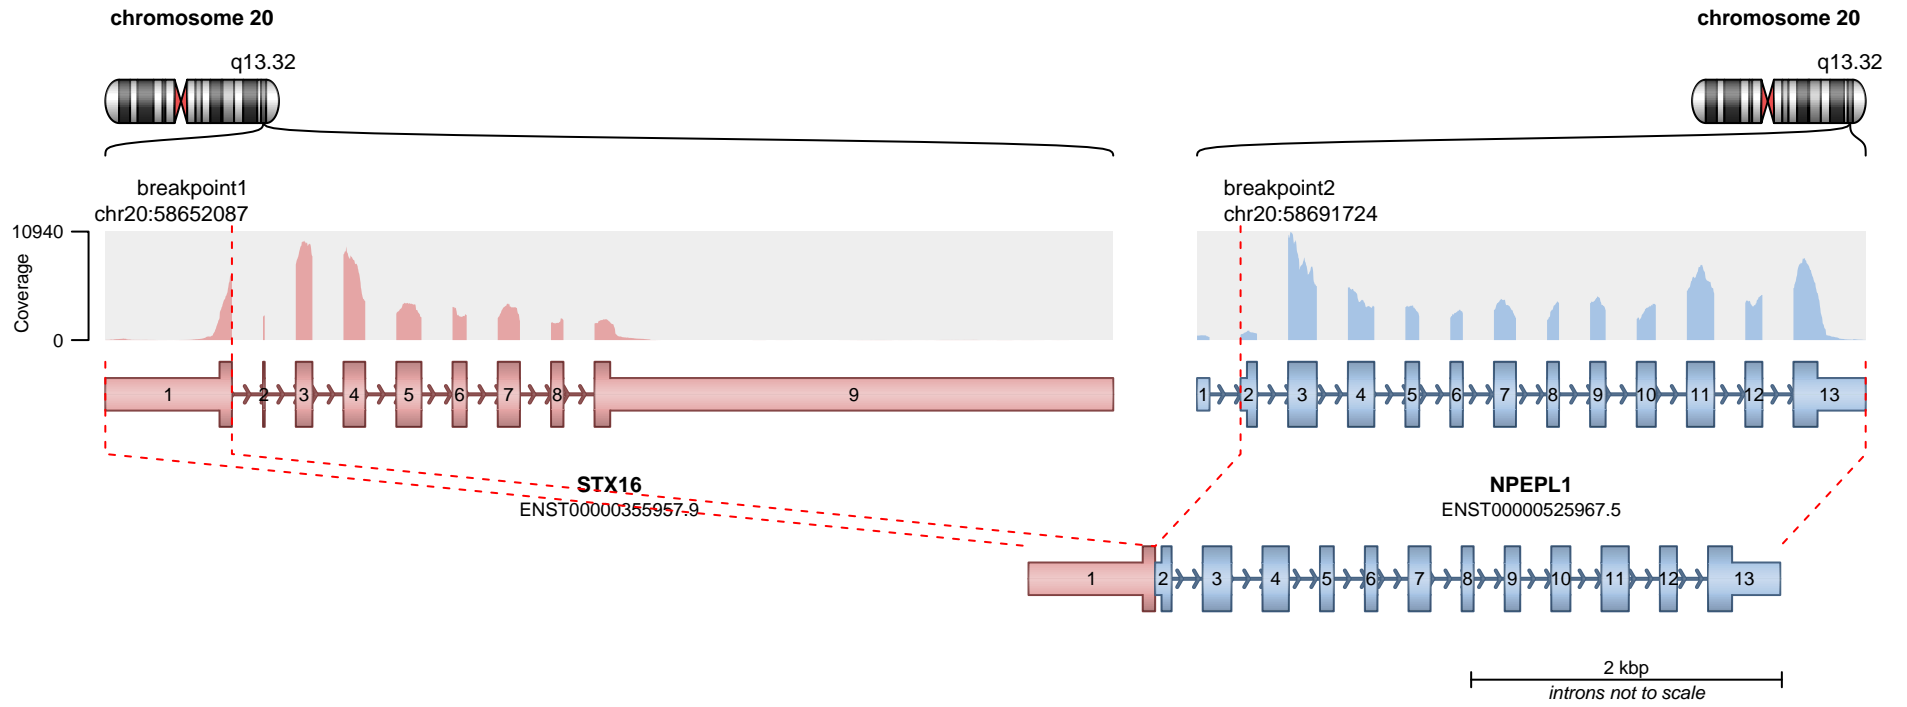 chromosome 20
chromosome 20
q13.32
q13.32
breakpoint1
chr20:58652087
breakpoint2
chr20:58691724
10940
Coverage
0
1 2 3 4 5 6 7 8 9
1 2 3 4 5 6 7 8 9 10 11 12 13
STX16
ENST00000355957.9
NPEPL1
ENST00000525967.5
1 2 3 4 5 6 7 8 9 10 11 12 13
2 kbp
introns not to scale